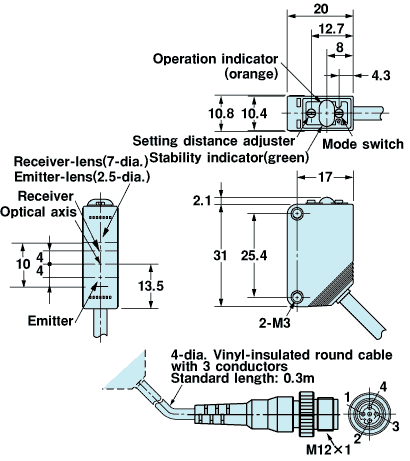 20
12.7
8
4.3
Operation indicator
(orange)
10.8
10.4
Setting distance adjuster
Mode switch
Stability indicator(green)
Receiver-lens(7-dia.)
Emitter-lens(2.5-dia.)
Receiver
Optical axis
17
2.1
31
25.4
10
4
4
13.5
Emitter
2-M3
4-dia. Vinyl-insulated round cable
with 3 conductors
Standard length: 0.3m
1
4
2
3
M12×1